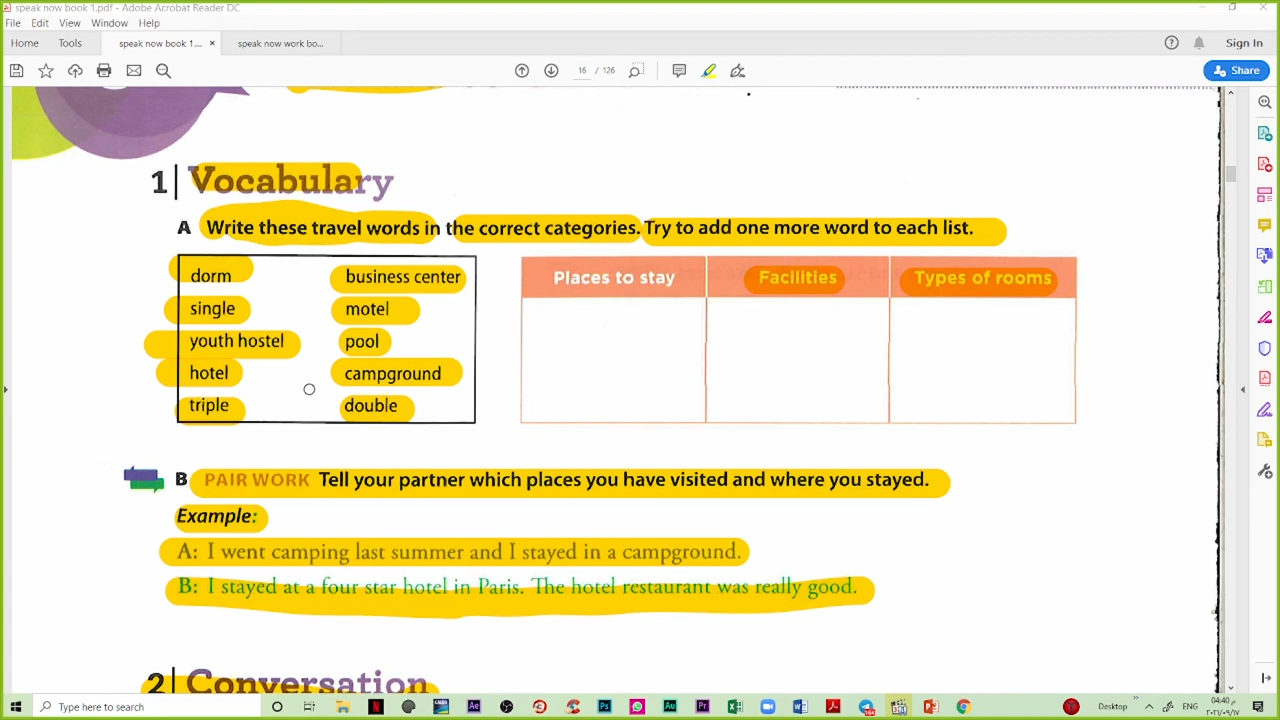 speak now book 1.pdf - Adobe Acrobat Reader DC
File Edit View Window Help
Home Tools speak now book 1.... × speak now work bo... Sign In
16 / 126 Share
1 Vocabulary
A Write these travel words in the correct categories. Try to add one more word to each list.
dorm business center
single motel
youth hostel pool
hotel campground
triple double
Places to stay Facilities Types of rooms
B PAIR WORK Tell your partner which places you have visited and where you stayed.
Example:
A: I went camping last summer and I stayed in a campground.
B: I stayed at a four star hotel in Paris. The hotel restaurant was really good.
2 Conversation
Type here to search Desktop ENG